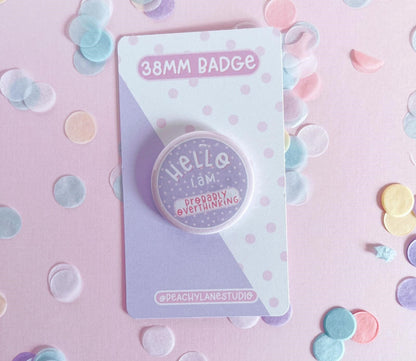 38MM BADGE
HELLO
I am
PROBABLY
OVERTHINKING
@PEACHYLANESTUDIO